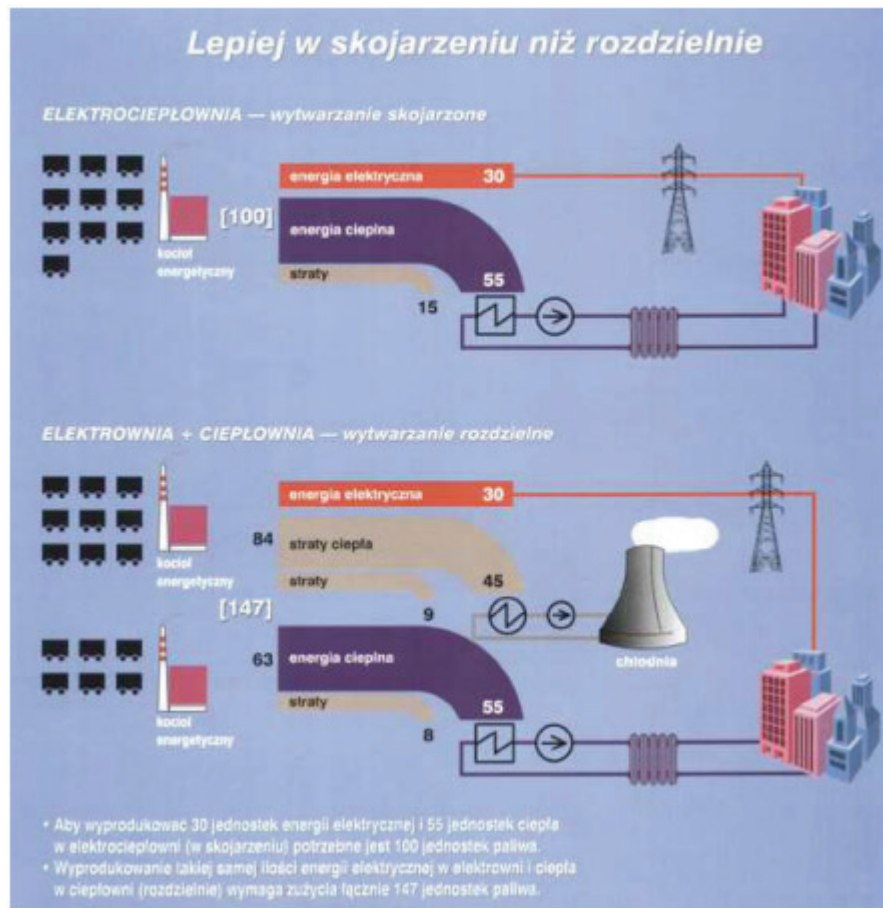 Lepiej w skojarzeniu niż rozdzielnie
ELEKTROCIEPŁOWNIA — wytwarzanie skojarzone
energia elektryczna 30
[100]
energia cieplna
kocioł
energetyczny
straty
55
15
ELEKTROWNIA + CIEPŁOWNIA — wytwarzanie rozdzielne
energia elektryczna 30
84
straty ciepła
kocioł
energetyczny
straty
45
[147]
9
63
energia cieplna
chłodnia
straty
55
kocioł
energetyczny
8
• Aby wyprodukować 30 jednostek energii elektrycznej i 55 jednostek ciepła
w elektrociepłowni (w skojarzeniu) potrzebne jest 100 jednostek paliwa.
• Wyprodukowanie takiej samej ilości energii elektrycznej w elektrowni i ciepła
w ciepłowni (rozdzielnie) wymaga zużycia łącznie 147 jednostek paliwa.